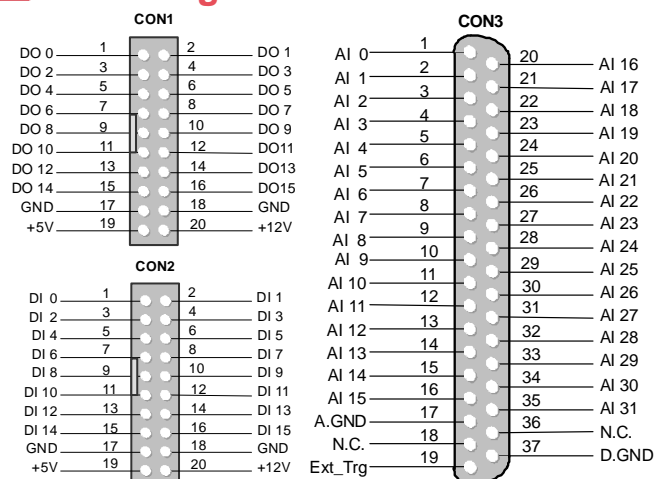 CON1
DO 0 1 2 DO 1
DO 2 3 4 DO 3
DO 4 5 6 DO 5
DO 6 7 8 DO 7
DO 8 9 10 DO 9
DO 10 11 12 DO11
DO 12 13 14 DO13
DO 14 15 16 DO15
GND 17 18 GND
+5V 19 20 +12V
CON2
DI 0 1 2 DI 1
DI 2 3 4 DI 3
DI 4 5 6 DI 5
DI 6 7 8 DI 7
DI 8 9 10 DI 9
DI 10 11 12 DI 11
DI 12 13 14 DI 13
DI 14 15 16 DI 15
GND 17 18 GND
+5V 19 20 +12V
CON3
AI 0 1 20 AI 16
AI 1 2 21 AI 17
AI 2 3 22 AI 18
AI 3 4 23 AI 19
AI 4 5 24 AI 20
AI 5 6 25 AI 21
AI 6 7 26 AI 22
AI 7 8 27 AI 23
AI 8 9 28 AI 24
AI 9 10 29 AI 25
AI 10 11 30 AI 26
AI 11 12 31 AI 27
AI 12 13 32 AI 28
AI 13 14 33 AI 29
AI 14 15 34 AI 30
AI 15 16 35 AI 31
A.GND 17 36 N.C.
N.C. 18 37 D.GND
Ext_Trg 19